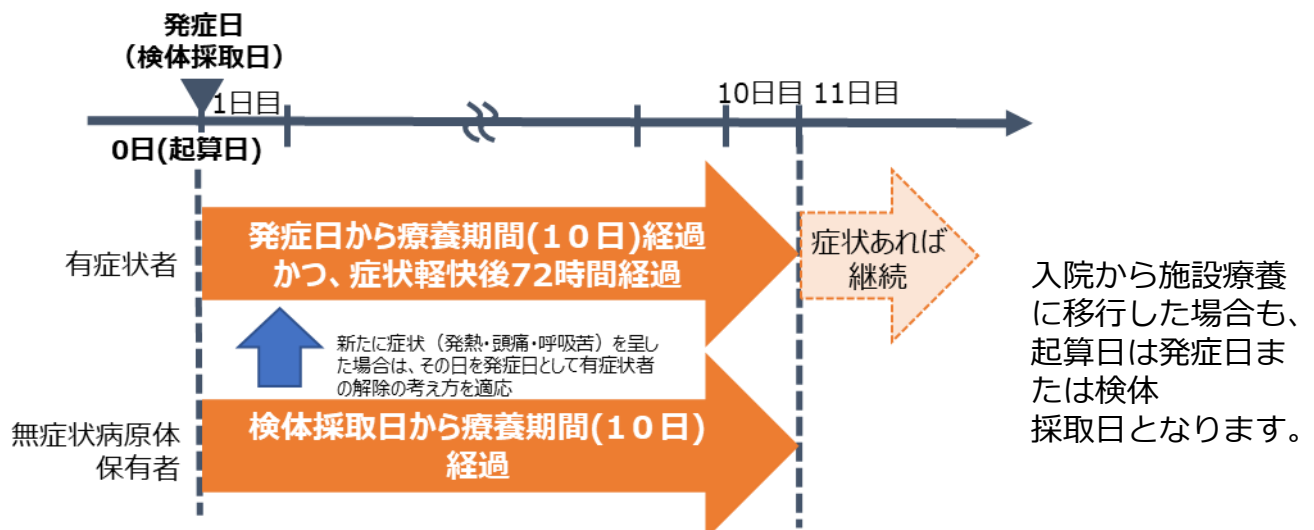 発症日
（検体採取日）
1日目
10日目 11日目
0日(起算日)
有症状者
発症日から療養期間(１０日)経過
かつ、症状軽快後72時間経過
症状あれば
継続
新たに症状（発熱・頭痛・呼吸苦）を呈し
た場合は、その日を発症日として有症状者
の解除の考え方を適応
無症状病原体
保有者
検体採取日から療養期間(１０日)
経過
入院から施設療養
に移行した場合も、
起算日は発症日ま
たは検体
採取日となります。